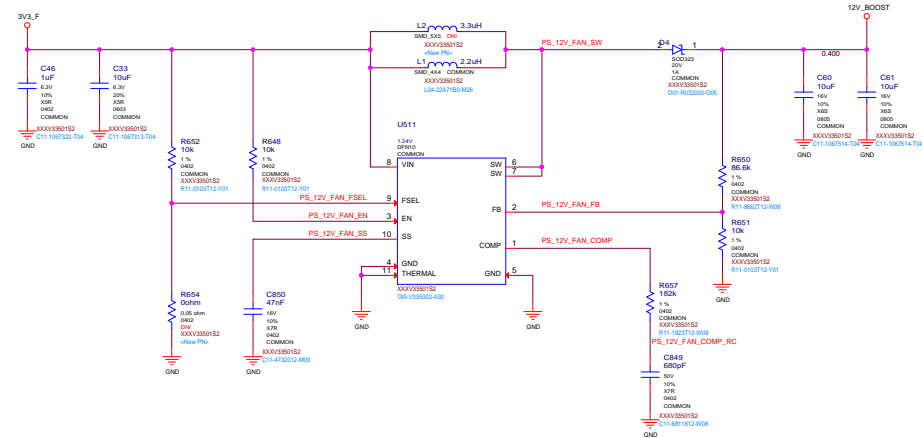 3V3_F
12V_BOOST
L2
3.3uH
SMD_5X5
DNI
XXXV33501S2
<New PN>
L1
2.2uH
SMD_4X4
COMMON
XXXV33501S2
L04-22A71B0-M26
PS_12V_FAN_SW
D4
2
1
SOD323
20V
1A
COMMON
XXXV33501S2
D01-R032000-D05
0.400
C46
1uF
6.3V
10%
X5R
0402
COMMON
XXXV33501S2
C11-1057322-T04
GND
C33
10uF
6.3V
20%
X5R
0603
COMMON
XXXV33501S2
C11-1067313-T04
GND
C60
10uF
16V
10%
X6S
0805
COMMON
XXXV33501S2
C11-1067514-T04
GND
C61
10uF
16V
10%
X6S
0805
COMMON
XXXV33501S2
C11-1067514-T04
GND
R652
10k
1 %
0402
COMMON
XXXV33501S2
R11-0103T12-Y01
R648
10k
1 %
0402
COMMON
XXXV33501S2
R11-0103T12-Y01
U511
1.24V
DFN10
COMMON
8
VIN
SW
6
SW
7
PS_12V_FAN_FSEL
9
FSEL
FB
2
PS_12V_FAN_FB
PS_12V_FAN_EN
3
EN
PS_12V_FAN_SS
10
SS
COMP
1
PS_12V_FAN_COMP
4
GND
11
THERMAL
GND
5
XXXV33501S2
GND
GND
R650
86.6k
1 %
0402
COMMON
XXXV33501S2
R11-8662T12-W08
R651
10k
1 %
0402
COMMON
XXXV33501S2
R11-0103T12-Y01
GND
R654
0ohm
0.05 ohm
0402
DNI
XXXV33501S2
<New PN>
GND
C850
47nF
16V
10%
X7R
0402
COMMON
XXXV33501S2
C11-4732012-M09
GND
R657
182k
1 %
0402
COMMON
XXXV33501S2
R11-1823T12-W08
PS_12V_FAN_COMP_RC
C849
680pF
50V
10%
X7R
0402
COMMON
XXXV33501S2
C11-6811812-W08
GND